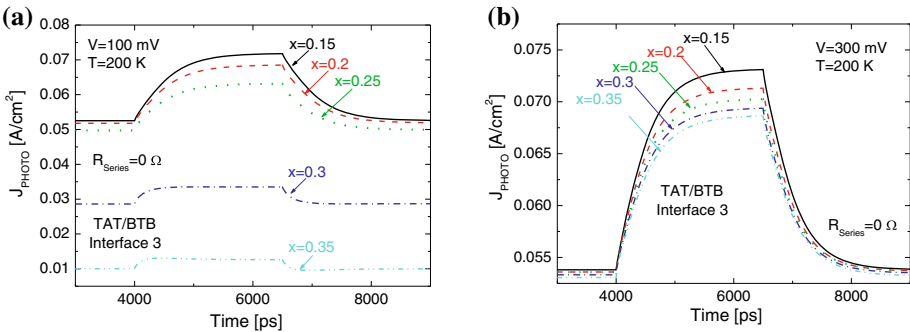 (a)
0.08
0.07
0.06
0.05
0.04
0.03
0.02
0.01
J_PHOTO [A/cm²]
V=100 mV
T=200 K
x=0.15
x=0.2
x=0.25
R_Series=0 Ω
x=0.3
TAT/BTB
Interface 3
x=0.35
4000 6000 8000
Time [ps]
(b)
0.075
0.070
0.065
0.060
0.054
J_PHOTO [A/cm²]
x=0.15
x=0.2
x=0.25
x=0.3
x=0.35
V=300 mV
T=200 K
TAT/BTB
Interface 3
R_Series=0 Ω
3000 4000 6000 8000
Time [ps]